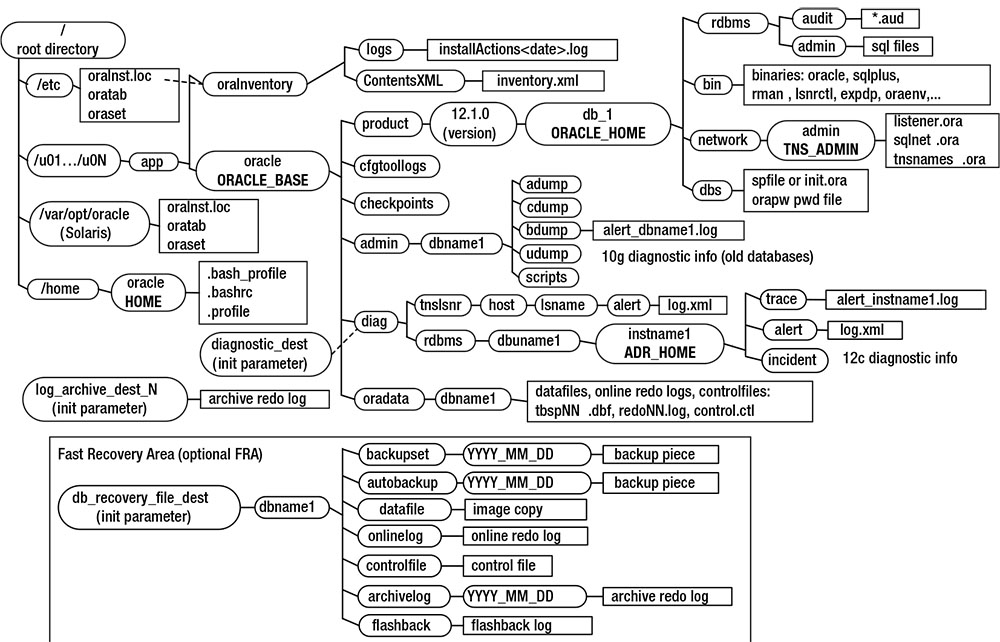 /
root directory
/etc
oraInst.loc
oratab
oraset
oraInventory
logs
installActions<date>.log
ContentsXML
inventory.xml
/u01.../u0N
app
oracle
ORACLE_BASE
product
12.1.0
(version)
db_1
ORACLE_HOME
rdbms
audit
*.aud
admin
sql files
bin
binaries: oracle, sqlplus,
rman , lsnrctl, expdp, oraenv,...
network
admin
TNS_ADMIN
listener.ora
sqlnet .ora
tnsnames .ora
dbs
spfile or init.ora
orapw pwd file
cfgtoollogs
checkpoints
admin
dbname1
adump
cdump
bdump
alert_dbname1.log
udump
scripts
10g diagnostic info (old databases)
/var/opt/oracle
(Solaris)
oraInst.loc
oratab
oraset
/home
oracle
HOME
.bash_profile
.bashrc
.profile
diag
tnslsnr
host
lsname
alert
log.xml
rdbms
dbuname1
instname1
ADR_HOME
trace
alert_instname1.log
alert
log.xml
incident
12c diagnostic info
diagnostic_dest
(init parameter)
log_archive_dest_N
(init parameter)
archive redo log
oradata
dbname1
datafiles, online redo logs, controlfiles:
tbspNN .dbf, redoNN.log, control.ctl
Fast Recovery Area (optional FRA)
db_recovery_file_dest
(init parameter)
dbname1
backupset
YYYY_MM_DD
backup piece
autobackup
YYYY_MM_DD
backup piece
datafile
image copy
onlinelog
online redo log
controlfile
control file
archivelog
YYYY_MM_DD
archive redo log
flashback
flashback log